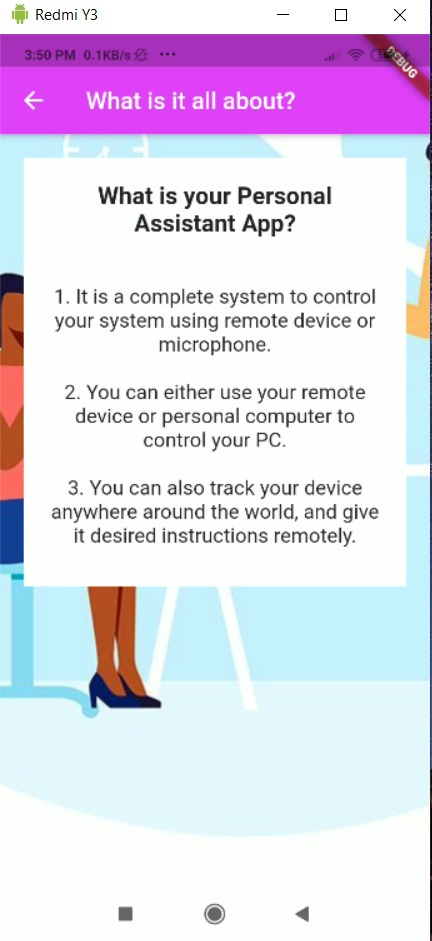 Redmi Y3
3:50 PM 0.1KB/s ...
DEBUG
What is it all about?
What is your Personal
Assistant App?
1. It is a complete system to control
your system using remote device or
microphone.
2. You can either use your remote
device or personal computer to
control your PC.
3. You can also track your device
anywhere around the world, and give
it desired instructions remotely.